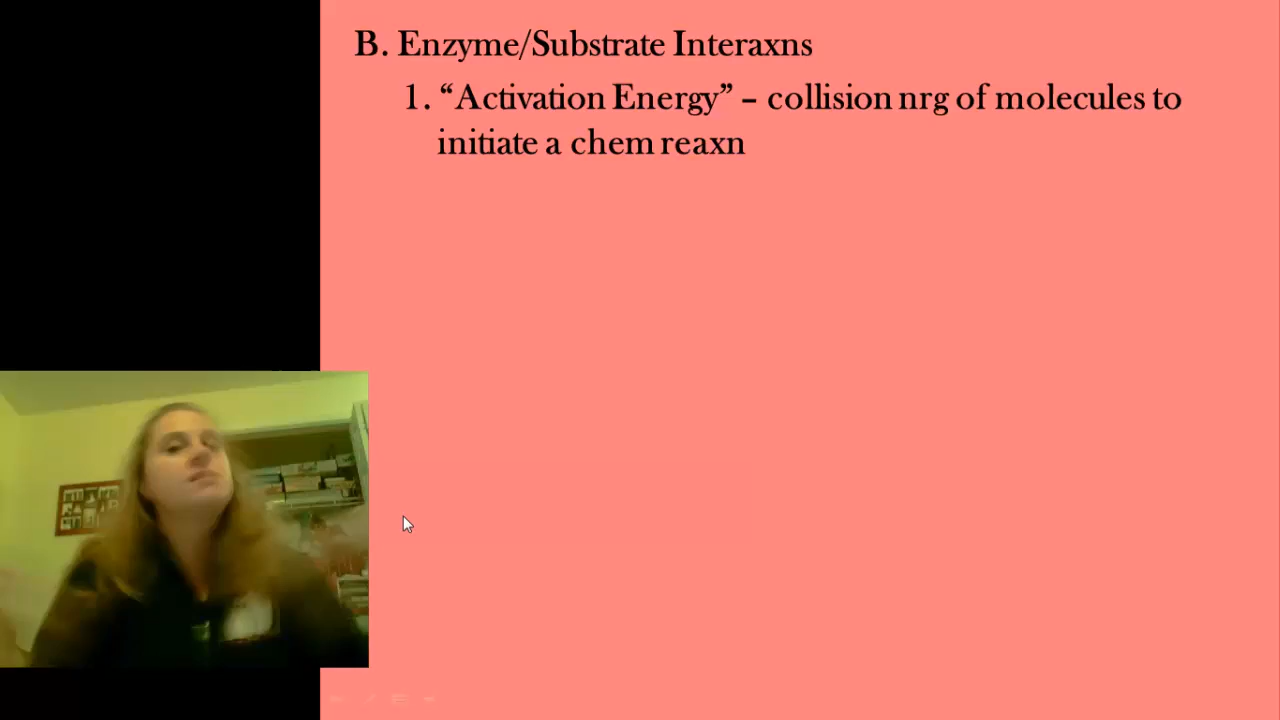 B. Enzyme/Substrate Interaxns
1. “Activation Energy” – collision nrg of molecules to
initiate a chem reaxn